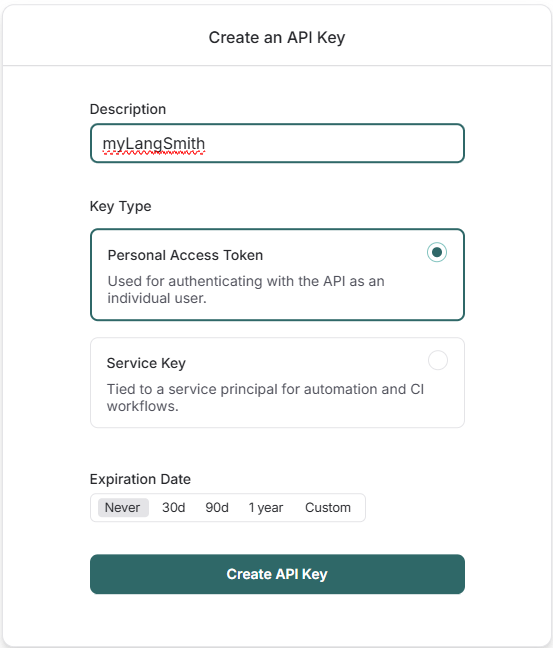 Create an API Key
Description
myLangSmith
Key Type
Personal Access Token
Used for authenticating with the API as an
individual user.
Service Key
Tied to a service principal for automation and CI
workflows.
Expiration Date
Never 30d 90d 1 year Custom
Create API Key